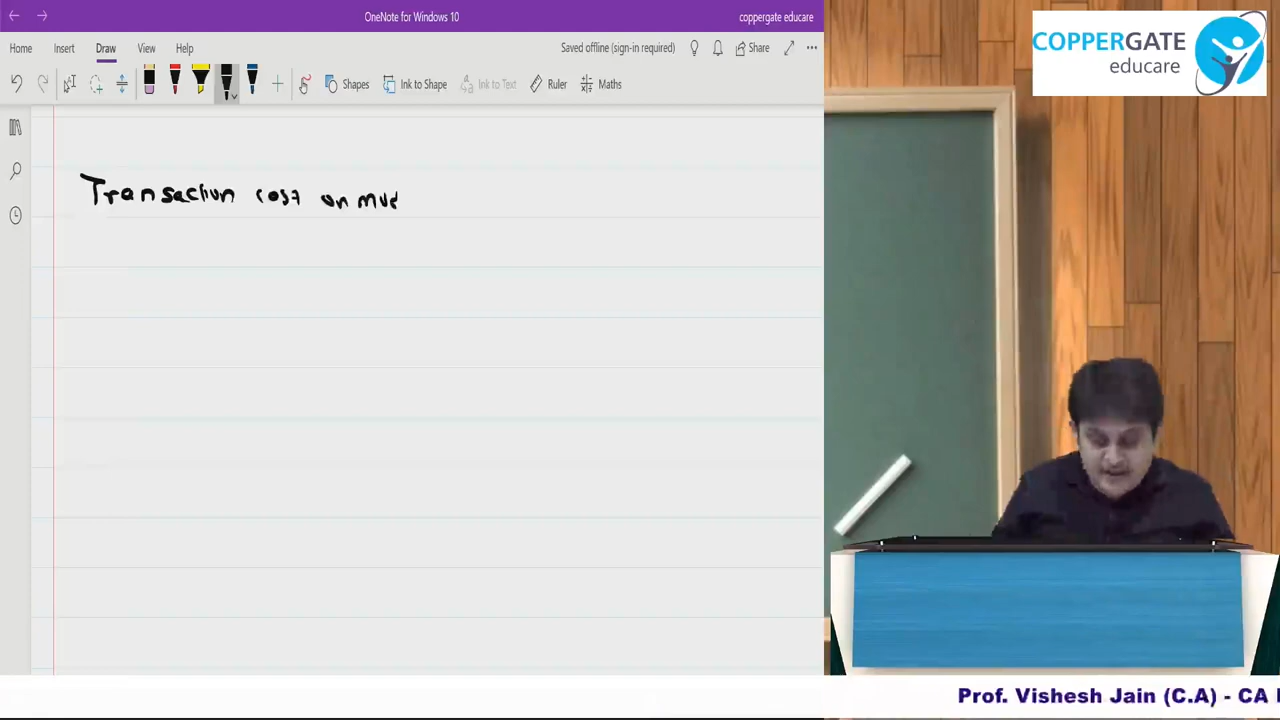 OneNote for Windows 10
coppergate educare
Home Insert Draw View Help
Saved offline (sign-in required)
Share
Shapes
Ink to Shape
Ink to Text
Ruler
Maths
COPPERGATE
educare
Transaction cost on
Prof. Vishesh Jain (C.A) - CA